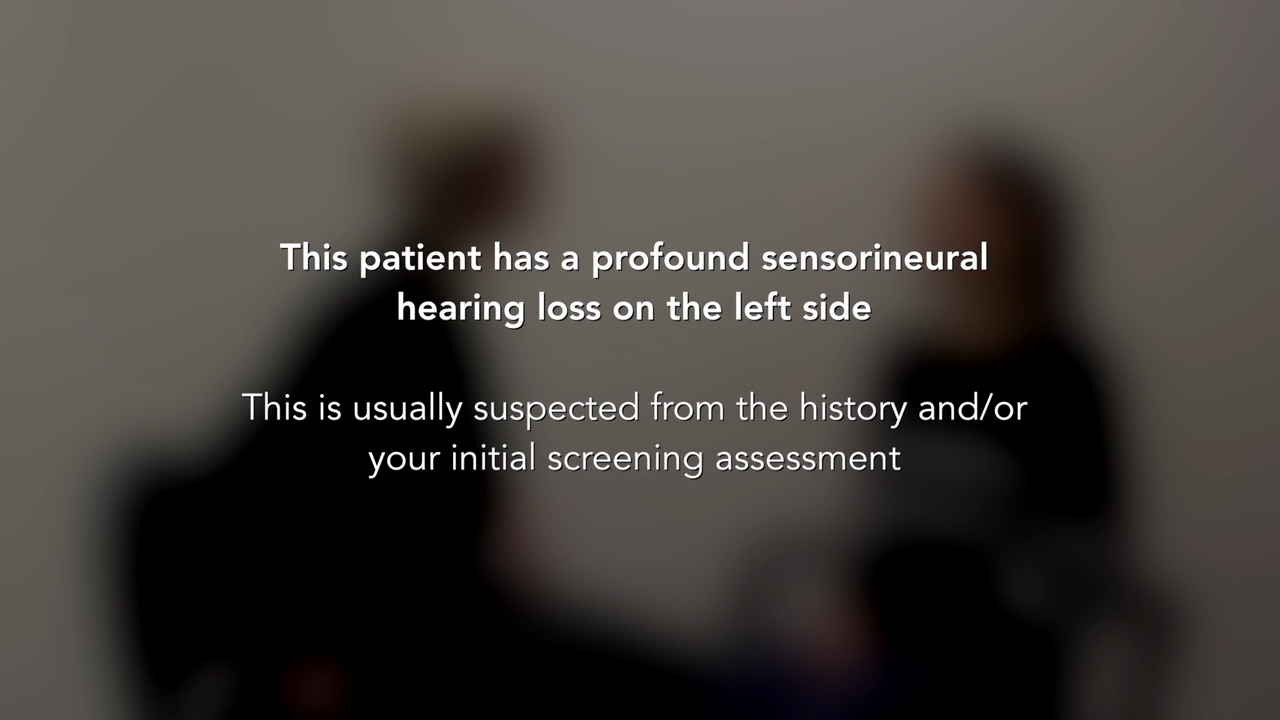 This patient has a profound sensorineural
hearing loss on the left side
This is usually suspected from the history and/or
your initial screening assessment